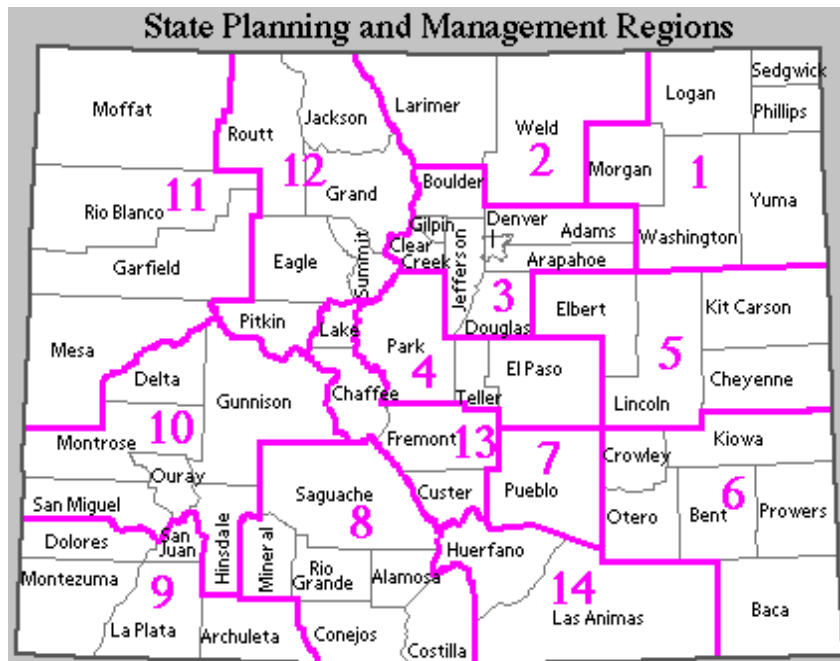 State Planning and Management Regions
Sedgwick
Logan
Moffat
Larimer
Phillips
Jackson
Routt
Weld
2
Morgan
1
12
11
Boulder
Grand
Yuma
Rio Blanco
Denver
Gilpin
Adams
Washington
Clear
Creek
Jefferson
Arapahoe
Garfield
Eagle
Summit
3
Elbert
Kit Carson
Pitkin
Lake
Douglas
Mesa
Park
5
4
El Paso
Delta
Cheyenne
Chaffee
Teller
Gunnison
Lincoln
10
Montrose
Fremont
13
7
Crowley
Kiowa
Ouray
Custer
Pueblo
6
Saguache
San Miguel
8
Otero
Bent
Prowers
Dolores
San
Juan
Hinsdale
Mineral
Huerfano
Rio
Grande
Alamosa
Montezuma
9
14
Baca
La Plata
Archuleta
Conejos
Costilla
Las Animas